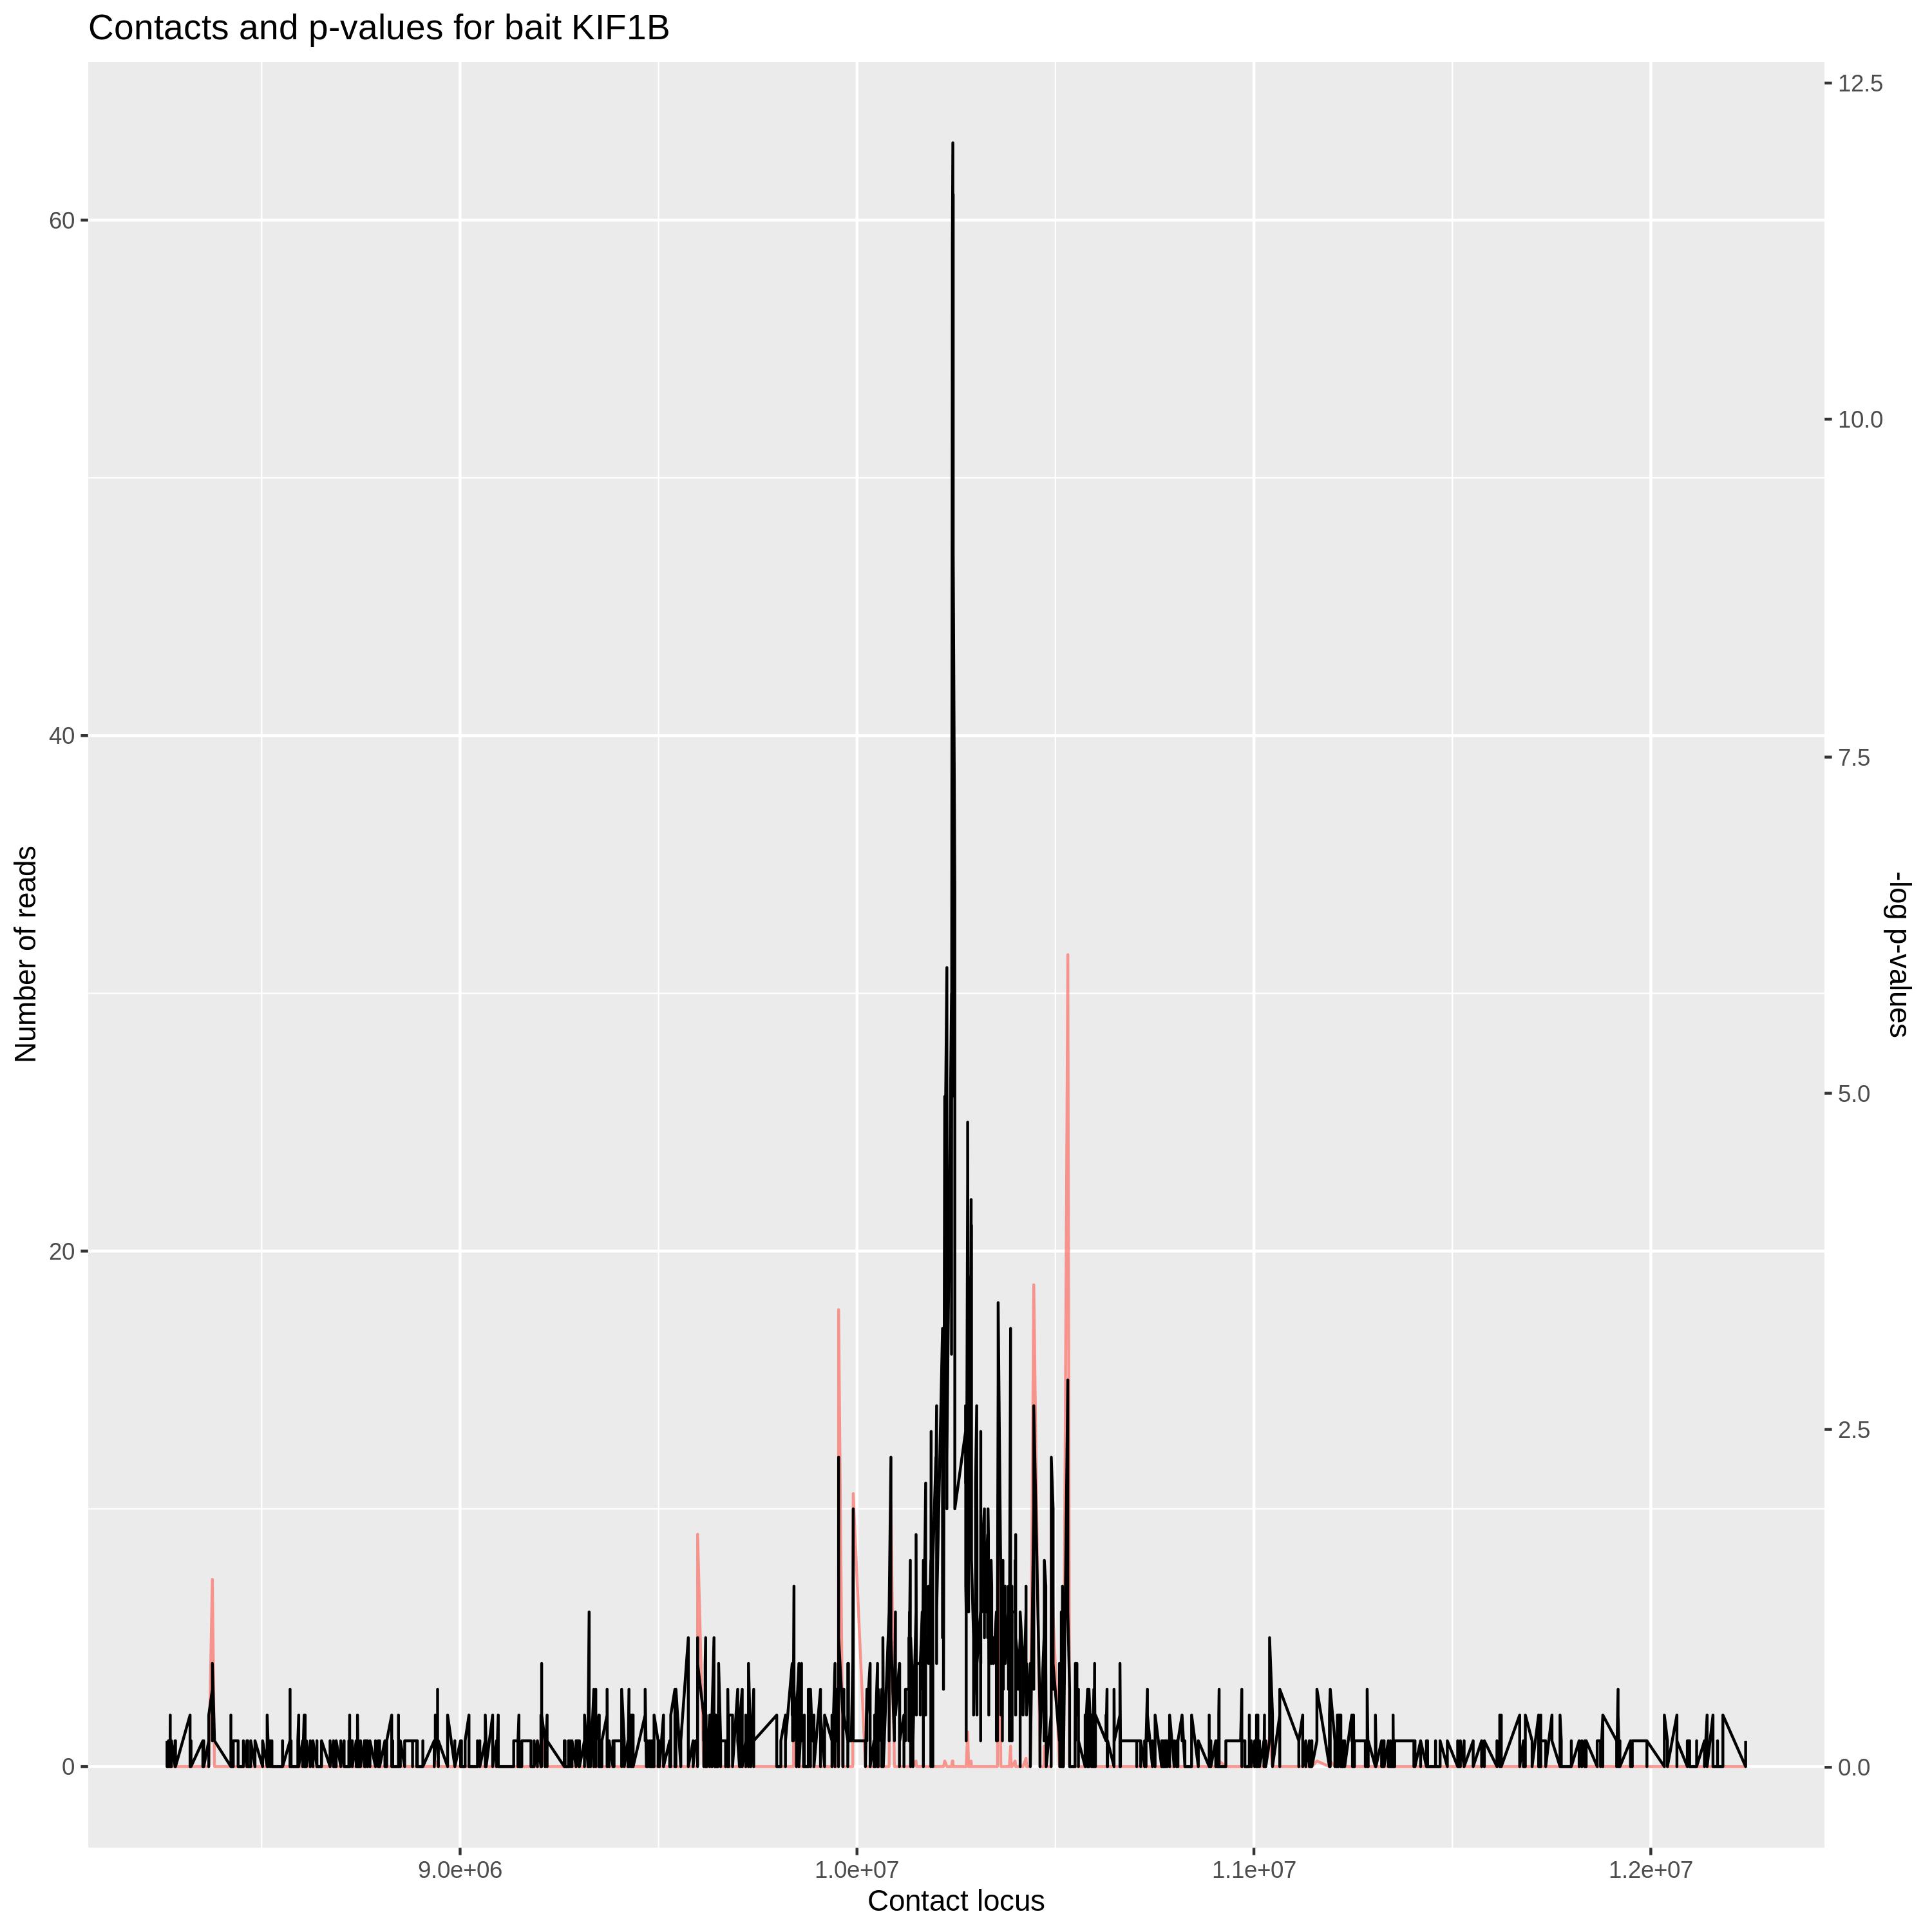 Contacts and p-values for bait KIF1B
12.5
60
10.0
40
7.5
Number of reads
-log p-values
5.0
20
2.5
0
0.0
9.0e+06
1.0e+07
1.1e+07
1.2e+07
Contact locus